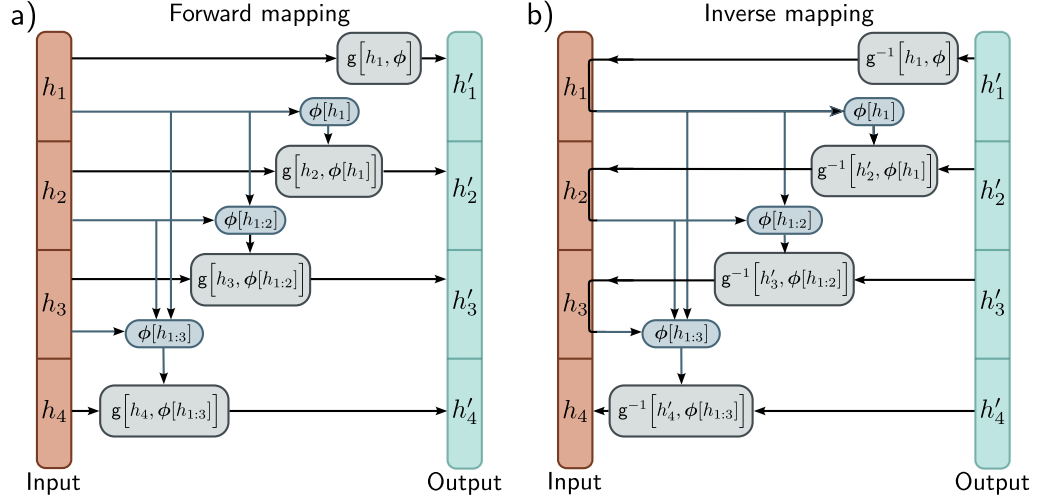 a)
Forward mapping
h₁
h₂
h₃
h₄
g[h₁, ϕ]
ϕ[h₁]
g[h₂, ϕ[h₁]]
ϕ[h₁:₂]
g[h₃, ϕ[h₁:₂]]
ϕ[h₁:₃]
g[h₄, ϕ[h₁:₃]]
h′₁
h′₂
h′₃
h′₄
Input
Output
b)
Inverse mapping
h₁
h₂
h₃
h₄
g⁻¹[h₁, ϕ]
ϕ[h₁]
g⁻¹[h′₂, ϕ[h₁]]
ϕ[h₁:₂]
g⁻¹[h′₃, ϕ[h₁:₂]]
ϕ[h₁:₃]
g⁻¹[h′₄, ϕ[h₁:₃]]
h′₁
h′₂
h′₃
h′₄
Input
Output